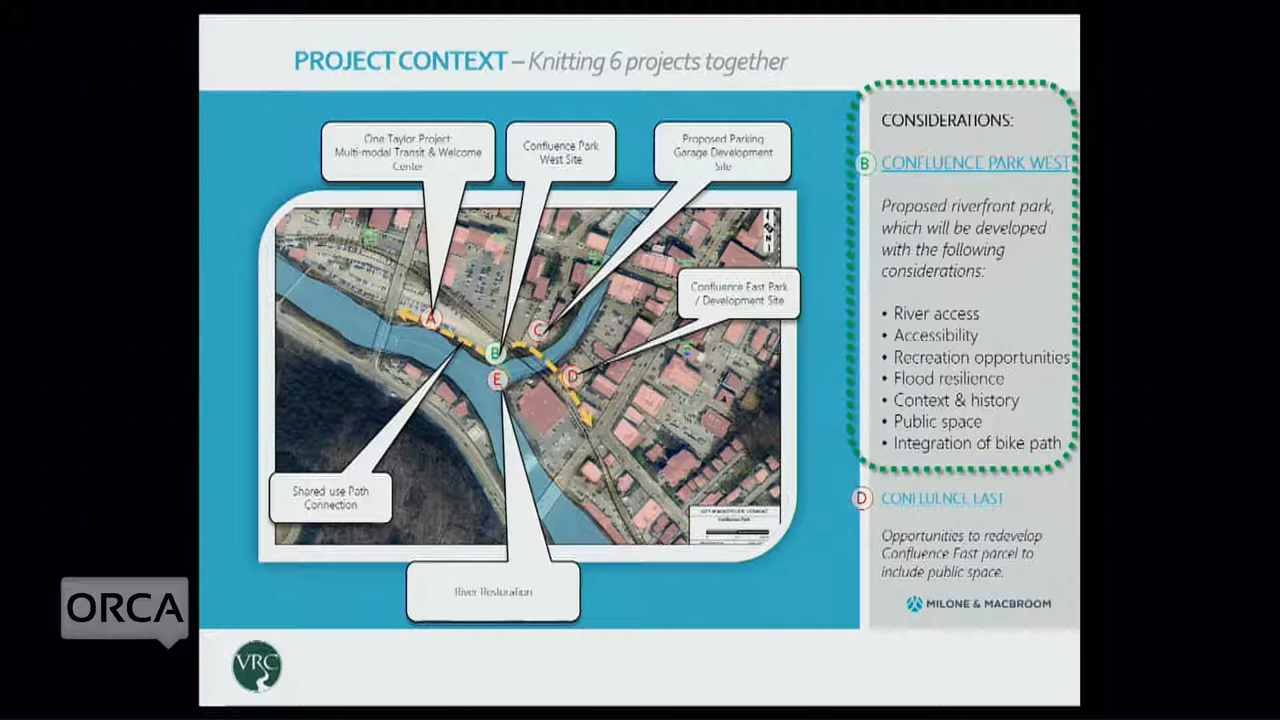 PROJECT CONTEXT – Knitting 6 projects together
One Taylor Project:
Multi-modal Transit & Welcome
Center
Confluence Park
West Site
Proposed Parking
Garage Development
Site
Confluence East Park
/ Development Site
A
B
C
D
E
N
Shared use Path
Connection
River Restoration
Confluence Park
CONSIDERATIONS:
B CONFLUENCE PARK WEST
Proposed riverfront park,
which will be developed
with the following
considerations:
• River access
• Accessibility
• Recreation opportunities
• Flood resilience
• Context & history
• Public space
• Integration of bike path
D CONFLUENCE EAST
Opportunities to redevelop
Confluence East parcel to
include public space.
MILONE & MACBROOM
ORCA
VRC